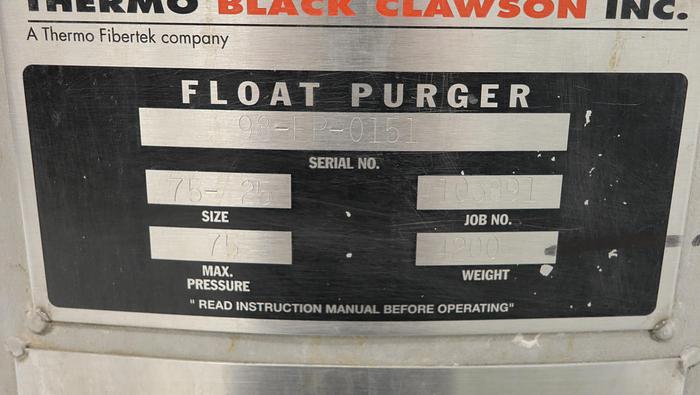 THERMO BLACK CLAWSON INC.
A Thermo Fibertek company
FLOAT PURGER
98-FP-0151
SERIAL NO.
SIZE
JOB NO.
75
MAX.
PRESSURE
WEIGHT
" READ INSTRUCTION MANUAL BEFORE OPERATING"